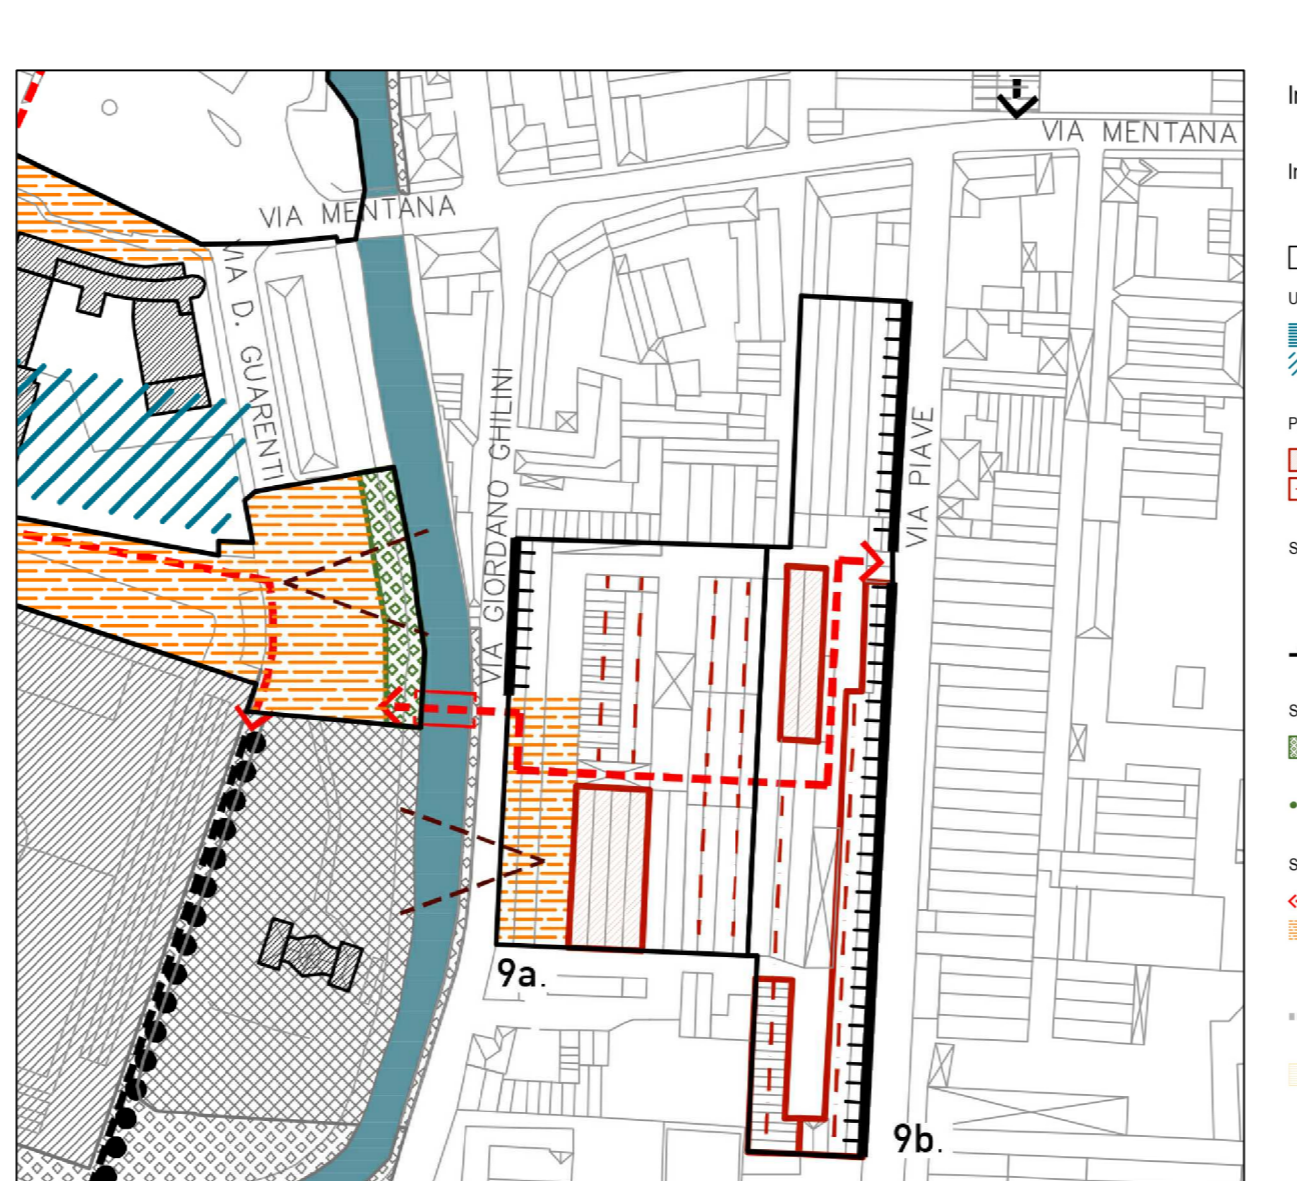 VIA MENTANA
VIA MENTANA
VIA D. GUARENTI
VIA GIORDANO GHILINI
VIA PIAVE
9a.
9b.